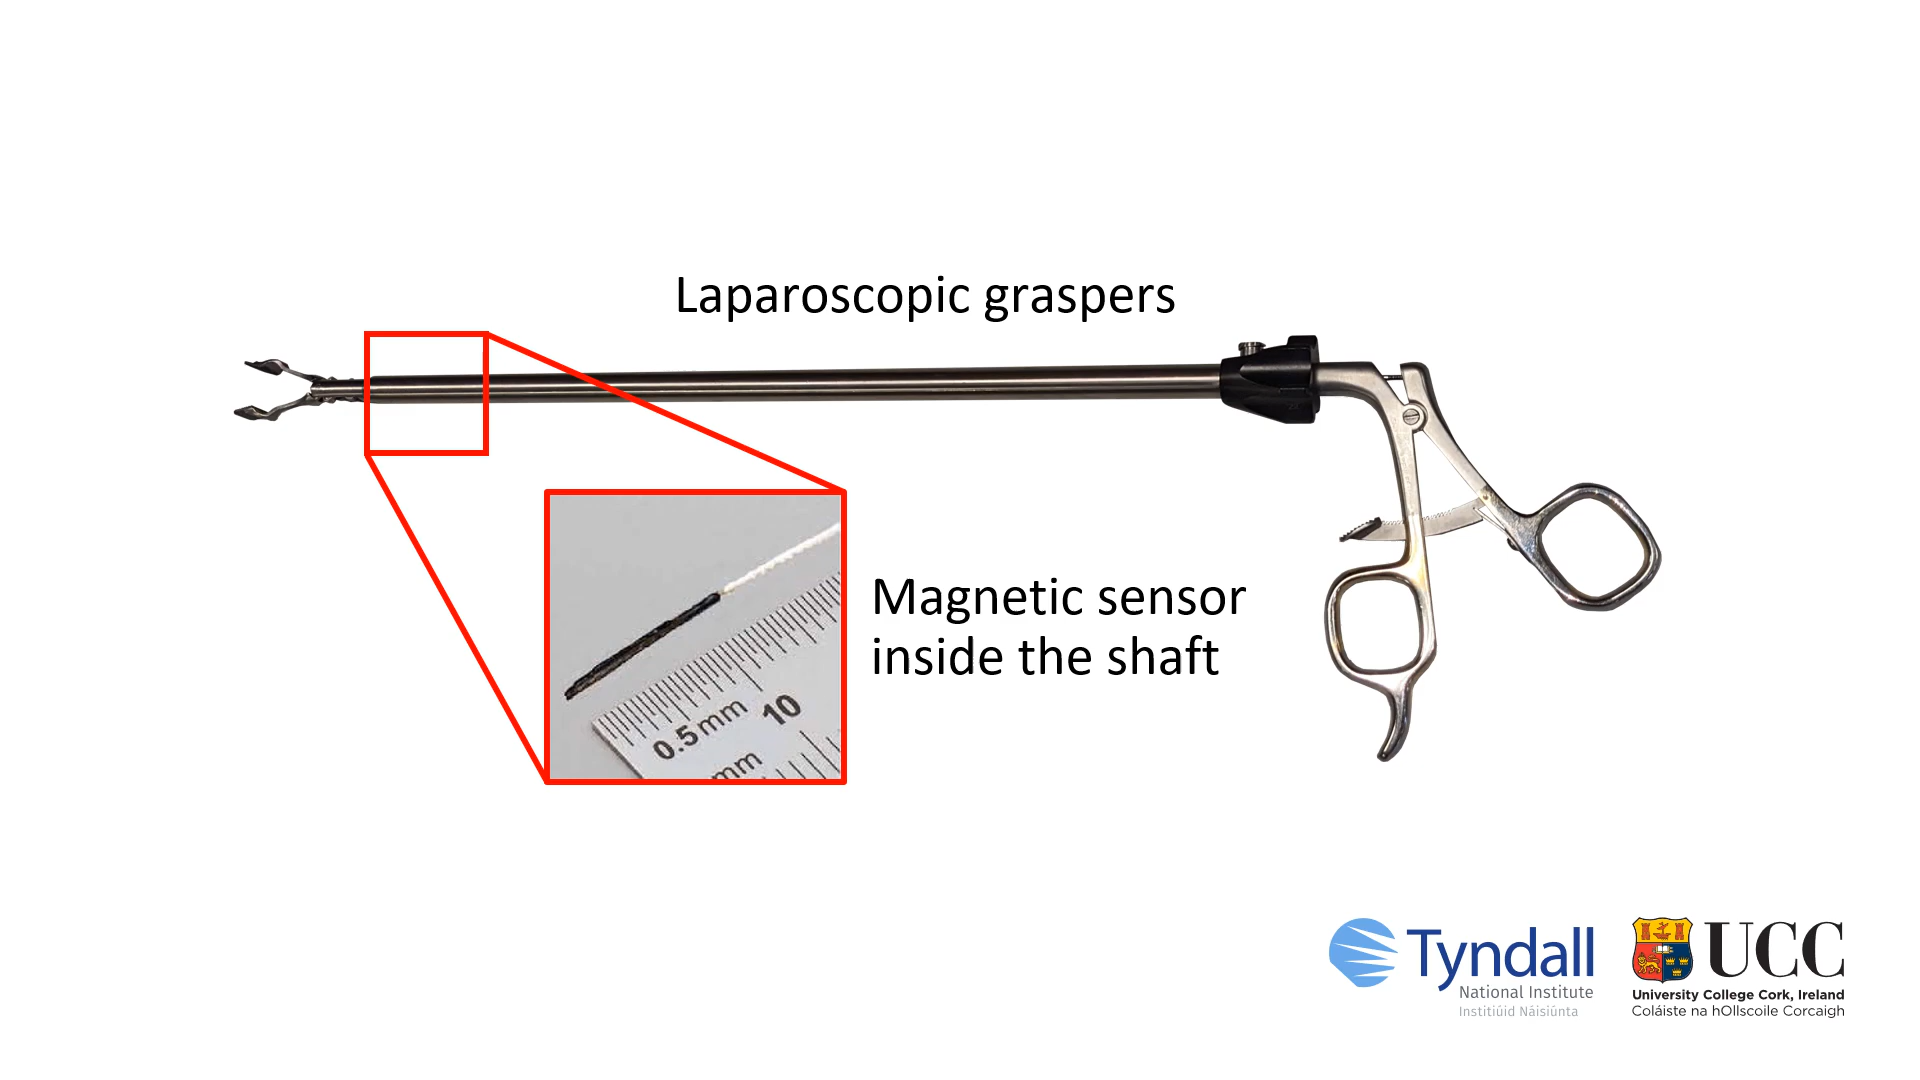 Laparoscopic graspers
Magnetic sensor
inside the shaft
0.5mm 10
mm
Tyndall
National Institute
Institiúid Náisiúnta
UCC
University College Cork, Ireland
Coláiste na hOllscoile Corcaigh